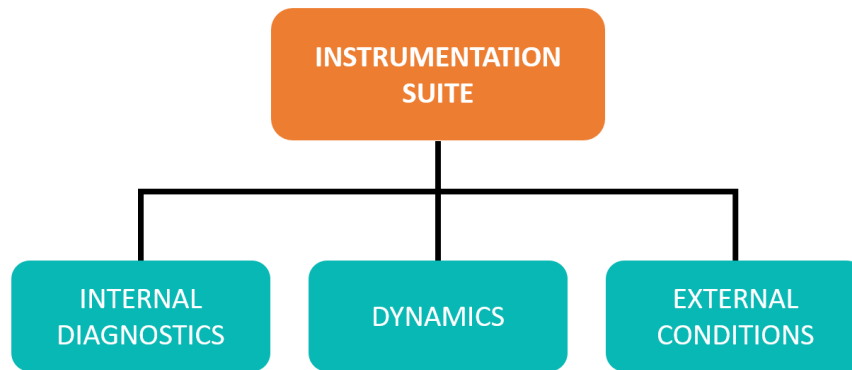 INSTRUMENTATION
SUITE
INTERNAL
DIAGNOSTICS
DYNAMICS
EXTERNAL
CONDITIONS